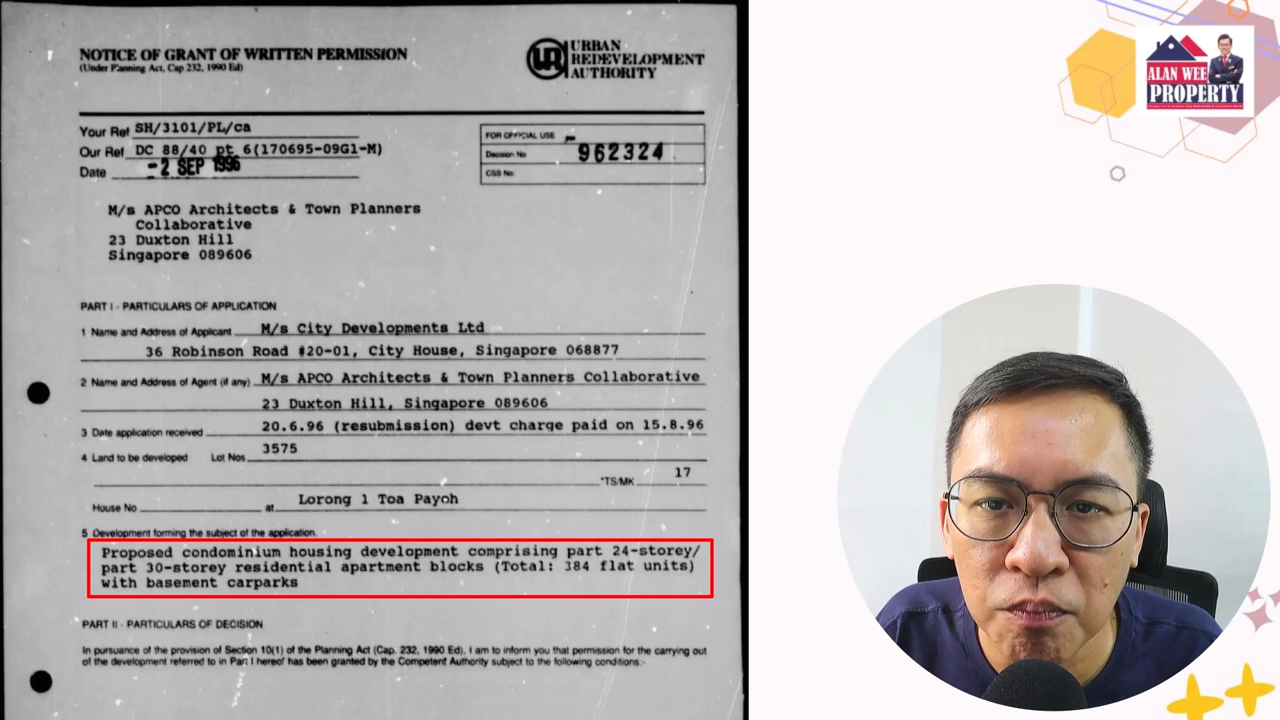 NOTICE OF GRANT OF WRITTEN PERMISSION
(Under Planning Act, Cap 232, 1990 Ed)
UR
URBAN
REDEVELOPMENT
AUTHORITY
Your Ref SH/3101/PL/ca
Our Ref DC 88/40 pt 6(170695-09G1-M)
Date -2 SEP 1996
FOR OFFICIAL USE
Decision No 962324
CSS No
M/s APCO Architects & Town Planners
Collaborative
23 Duxton Hill
Singapore 089606
PART I - PARTICULARS OF APPLICATION
1 Name and Address of Applicant M/s City Developments Ltd
36 Robinson Road #20-01, City House, Singapore 068877
2 Name and Address of Agent (if any) M/s APCO Architects & Town Planners Collaborative
23 Duxton Hill, Singapore 089606
3 Date application received 20.6.96 (resubmission) devt charge paid on 15.8.96
4 Land to be developed Lot Nos 3575
*TS/MK 17
House No at Lorong 1 Toa Payoh
5 Development forming the subject of the application.
Proposed condominium housing development comprising part 24-storey/
part 30-storey residential apartment blocks (Total: 384 flat units)
with basement carparks
PART II - PARTICULARS OF DECISION
In pursuance of the provision of Section 10(1) of the Planning Act (Cap. 232, 1990 Ed), I am to inform you that permission for the carrying out
of the development referred to in Part I hereof has been granted by the Competent Authority subject to the following conditions:-
ALAN WEE
PROPERTY